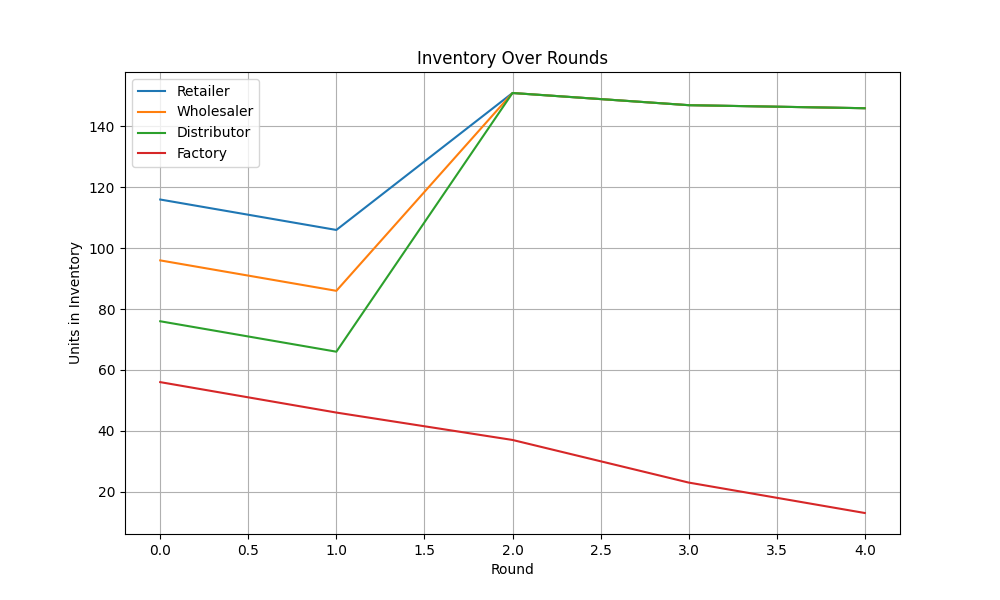 Inventory Over Rounds
Retailer
Wholesaler
Distributor
Factory
Units in Inventory
140
120
100
80
60
40
20
0.0 0.5 1.0 1.5 2.0 2.5 3.0 3.5 4.0
Round